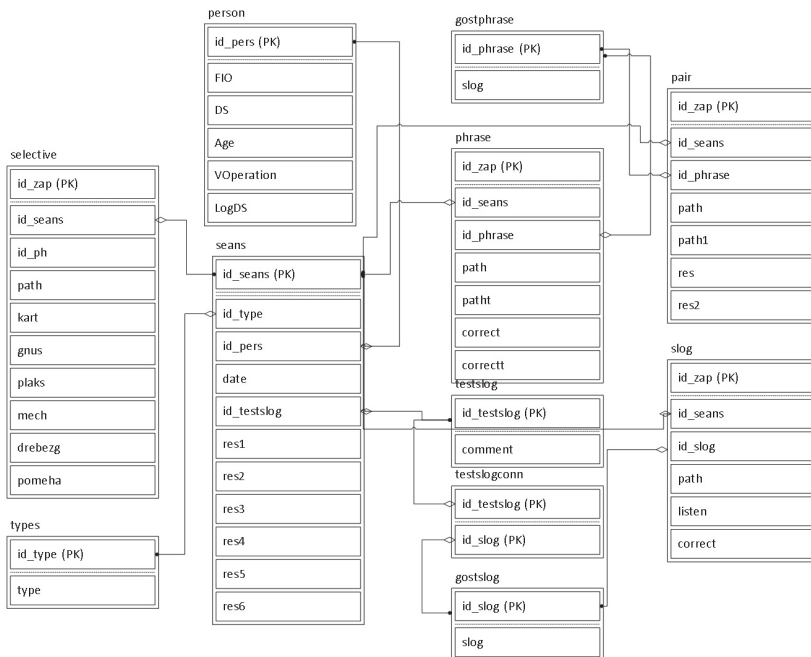 person
id_pers (PK)
FIO
DS
Age
VOperation
LogDS
gostphrase
id_phrase (PK)
slog
pair
id_zap (PK)
id_seans
id_phrase
path
path1
res
res2
selective
id_zap (PK)
id_seans
id_ph
path
kart
gnus
plaks
mech
drebezg
pomeha
phrase
id_zap (PK)
id_seans
id_phrase
path
patht
correct
correctt
seans
id_seans (PK)
id_type
id_pers
date
id_testslog
res1
res2
res3
res4
res5
res6
testslog
id_testslog (PK)
comment
slog
id_zap (PK)
id_seans
id_slog
path
listen
correct
testslogconn
id_testslog (PK)
id_slog (PK)
types
id_type (PK)
type
gostslog
id_slog (PK)
slog